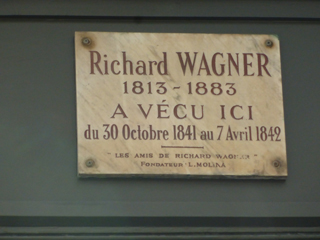 Richard WAGNER
1813-1883
A VÉCU ICI
du 30 Octobre 1841 au 7 Avril 1842
"LES AMIS DE RICHARD WAGNER"
FONDATEUR L. MOLINA